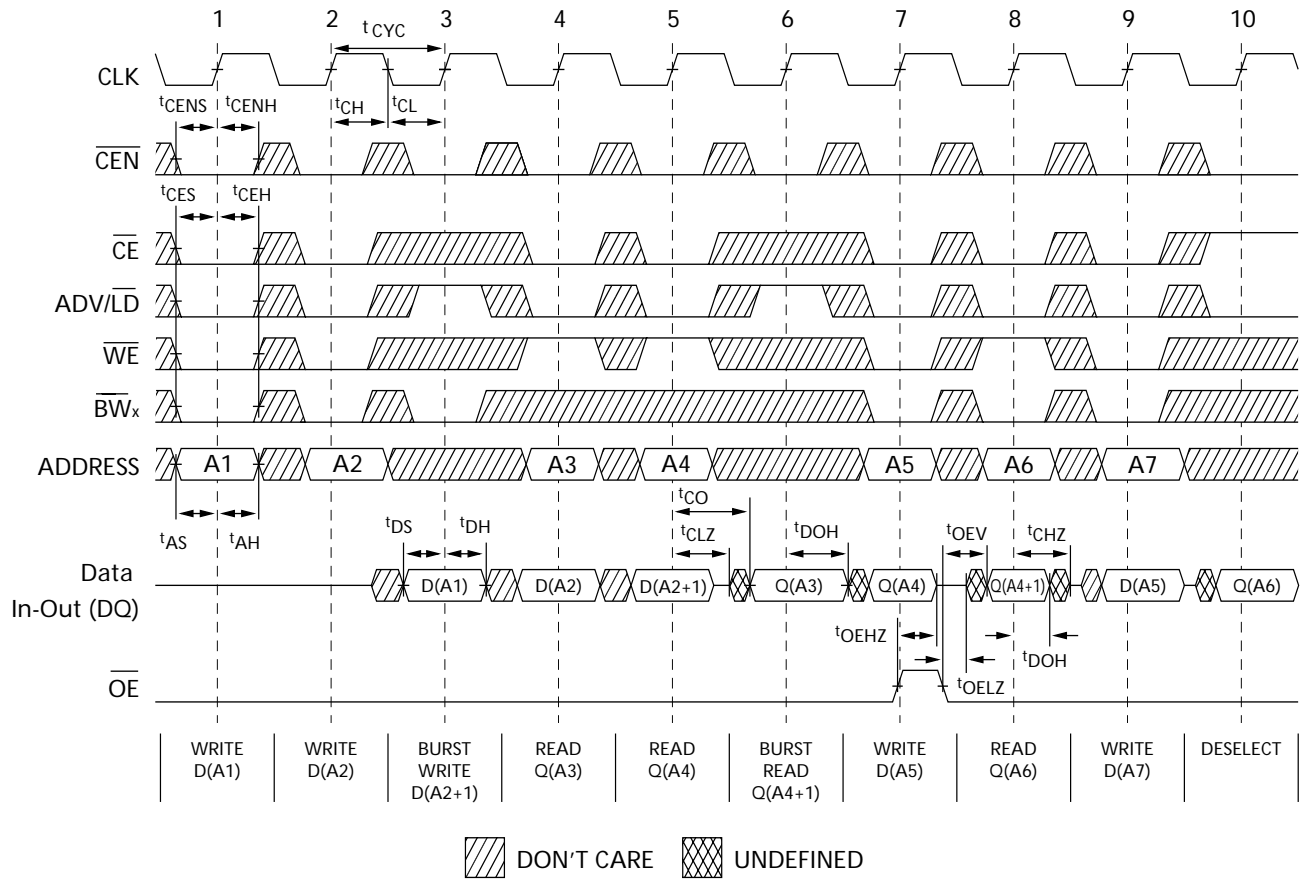 1 2 3 4 5 6 7 8 9 10
tCYC
CLK
tCENS tCENH tCH tCL
CEN
tCES tCEH
CE
ADV/LD
WE
BWx
ADDRESS A1 A2 A3 A4 A5 A6 A7
tCO
tAS tAH tDS tDH tCLZ tDOH tOEV tCHZ
Data
In-Out (DQ)
D(A1) D(A2) D(A2+1) Q(A3) Q(A4) Q(A4+1) D(A5) Q(A6)
tOEHZ tDOH
tOELZ
OE
WRITE
D(A1)
WRITE
D(A2)
BURST
WRITE
D(A2+1)
READ
Q(A3)
READ
Q(A4)
BURST
READ
Q(A4+1)
WRITE
D(A5)
READ
Q(A6)
WRITE
D(A7)
DESELECT
DON'T CARE UNDEFINED